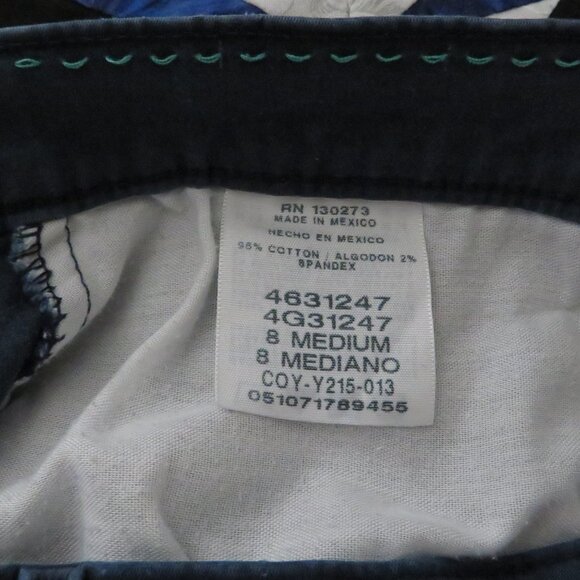 RN 130273
MADE IN MEXICO
HECHO EN MEXICO
98% COTTON / ALGODON 2%
SPANDEX
4631247
4G31247
8 MEDIUM
8 MEDIANO
COY-Y215-013
051071789455